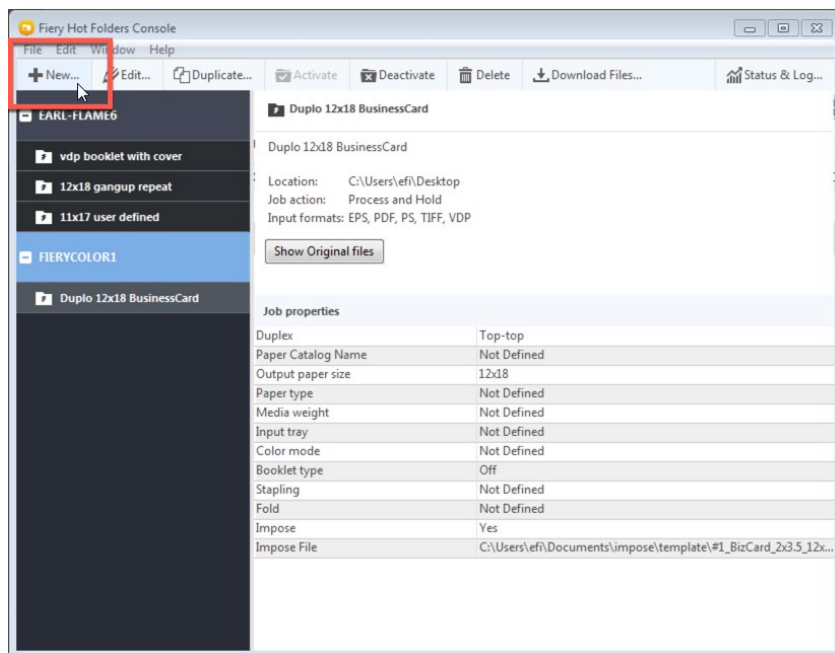 Fiery Hot Folders Console
File Edit Window Help
New... Edit... Duplicate... Activate Deactivate Delete Download Files... Status & Log...
EARL-FLAME6
vdp booklet with cover
12x18 gangup repeat
11x17 user defined
FIERYCOLOR1
Duplo 12x18 BusinessCard
Duplo 12x18 BusinessCard
Duplo 12x18 BusinessCard
Location: C:\Users\efi\Desktop
Job action: Process and Hold
Input formats: EPS, PDF, PS, TIFF, VDP
Show Original files
Job properties
Duplex Top-top
Paper Catalog Name Not Defined
Output paper size 12x18
Paper type Not Defined
Media weight Not Defined
Input tray Not Defined
Color mode Not Defined
Booklet type Off
Stapling Not Defined
Fold Not Defined
Impose Yes
Impose File C:\Users\efi\Documents\impose\template\#1_BizCard_2x3.5_12x...